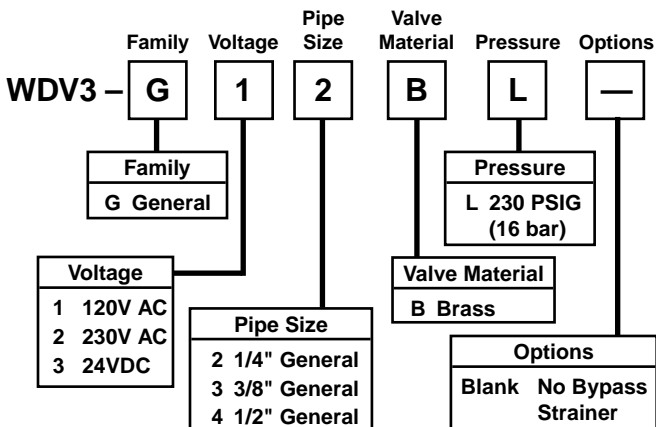 Family Voltage Pipe Size Valve Material Pressure Options
WDV3 – G 1 2 B L —
Family
G General
Pressure
L 230 PSIG
(16 bar)
Voltage
1 120V AC
2 230V AC
3 24VDC
Valve Material
B Brass
Pipe Size
2 1/4" General
3 3/8" General
4 1/2" General
Options
Blank No Bypass
Strainer